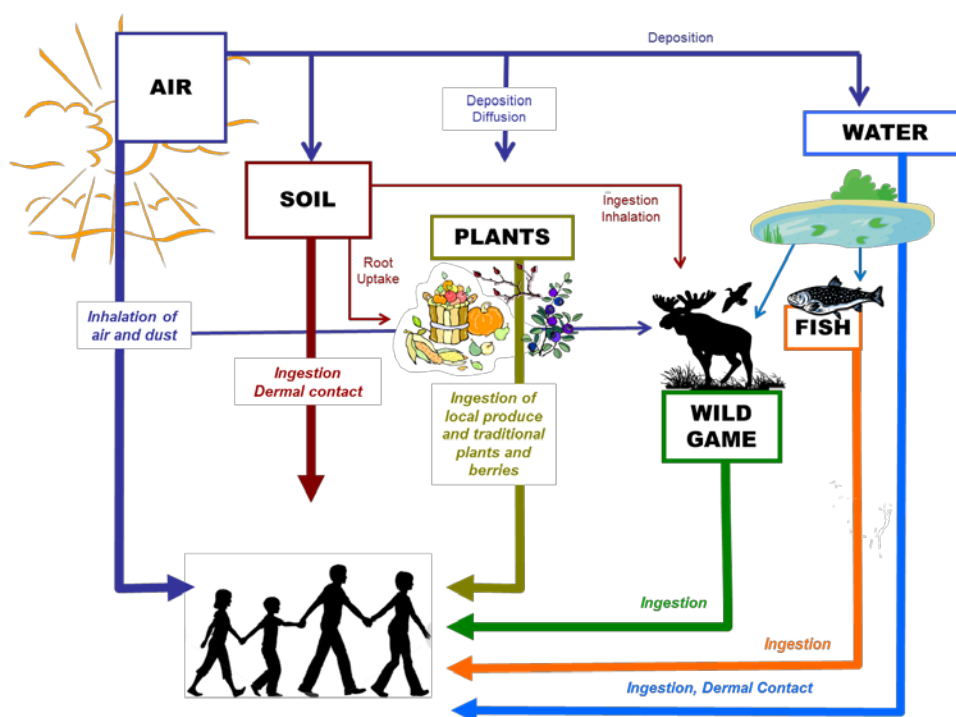 Deposition
AIR
Deposition
Diffusion
WATER
SOIL
Ingestion
Inhalation
PLANTS
Root
Uptake
Inhalation of
air and dust
FISH
Ingestion
Dermal contact
Ingestion of
local produce
and traditional
plants and
berries
WILD
GAME
Ingestion
Ingestion
Ingestion, Dermal Contact